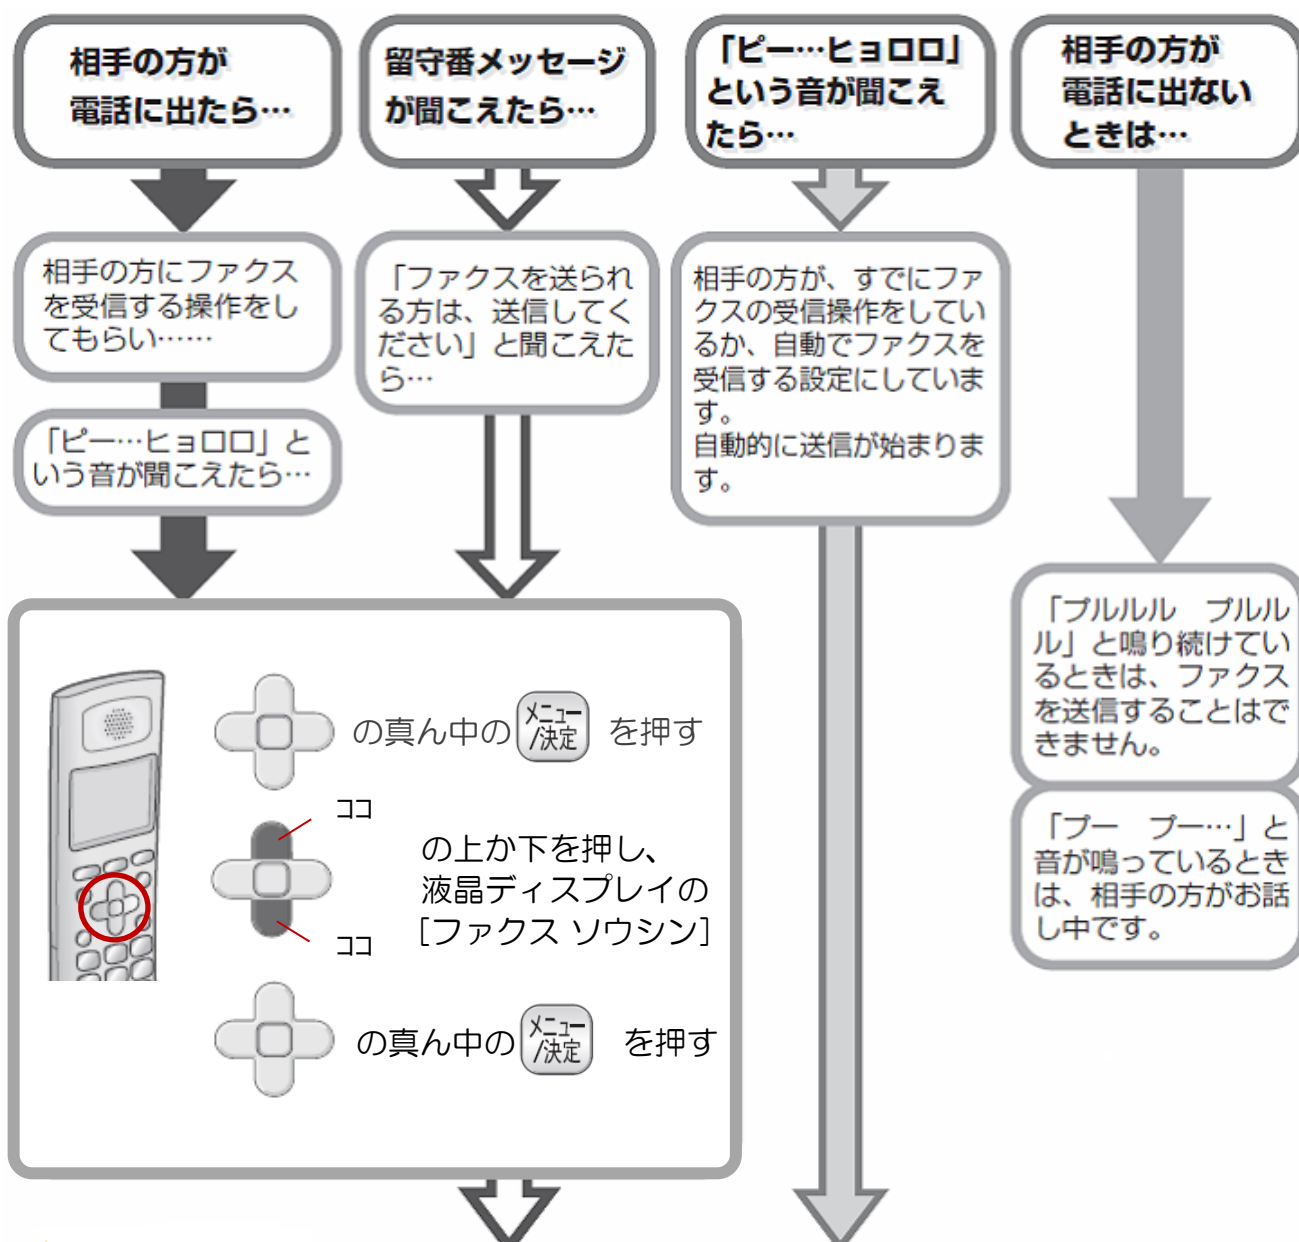 相手の方が
電話に出たら…
留守番メッセージ
が聞こえたら…
「ピー…ヒョロロ」
という音が聞こえ
たら…
相手の方が
電話に出ない
ときは…
相手の方にファクス
を受信する操作をし
てもらい……
「ピー…ヒョロロ」と
いう音が聞こえたら…
「ファクスを送られ
る方は、送信してく
ださい」と聞こえた
ら…
相手の方が、すでにファ
クスの受信操作をしてい
るか、自動でファクスを
受信する設定にしていま
す。
自動的に送信が始まりま
す。
「プルルル　プルル
ル」と鳴り続けてい
るときは、ファクス
を送信することはで
きません。
「プー　プー…」と
音が鳴っているとき
は、相手の方がお話
し中です。
の真ん中の メニュー/決定 を押す
ココ
の上か下を押し、
液晶ディスプレイの
[ファクス ソウシン]
ココ
の真ん中の メニュー/決定 を押す